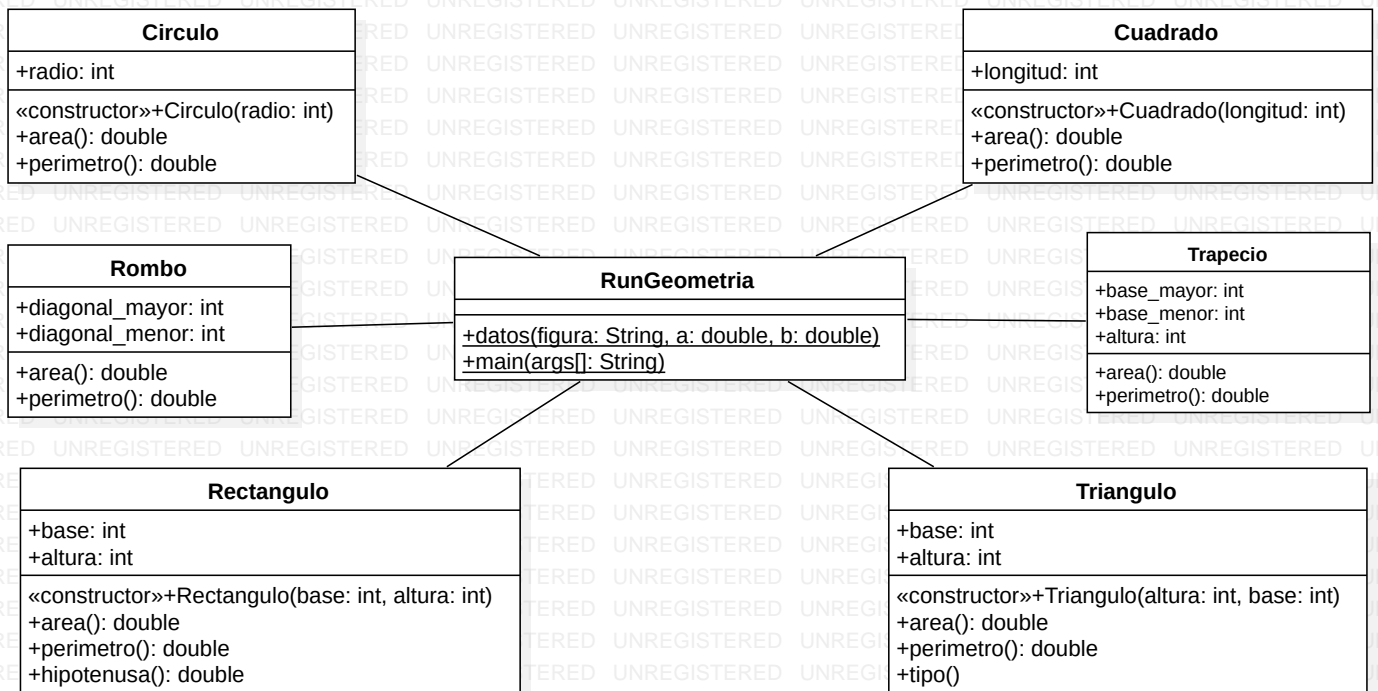 Circulo
+radio: int
«constructor»+Circulo(radio: int)
+area(): double
+perimetro(): double
Cuadrado
+longitud: int
«constructor»+Cuadrado(longitud: int)
+area(): double
+perimetro(): double
Rombo
+diagonal_mayor: int
+diagonal_menor: int
+area(): double
+perimetro(): double
RunGeometria
+datos(figura: String, a: double, b: double)
+main(args[]: String)
Trapecio
+base_mayor: int
+base_menor: int
+altura: int
+area(): double
+perimetro(): double
Rectangulo
+base: int
+altura: int
«constructor»+Rectangulo(base: int, altura: int)
+area(): double
+perimetro(): double
+hipotenusa(): double
Triangulo
+base: int
+altura: int
«constructor»+Triangulo(altura: int, base: int)
+area(): double
+perimetro(): double
+tipo()
UNREGISTERED